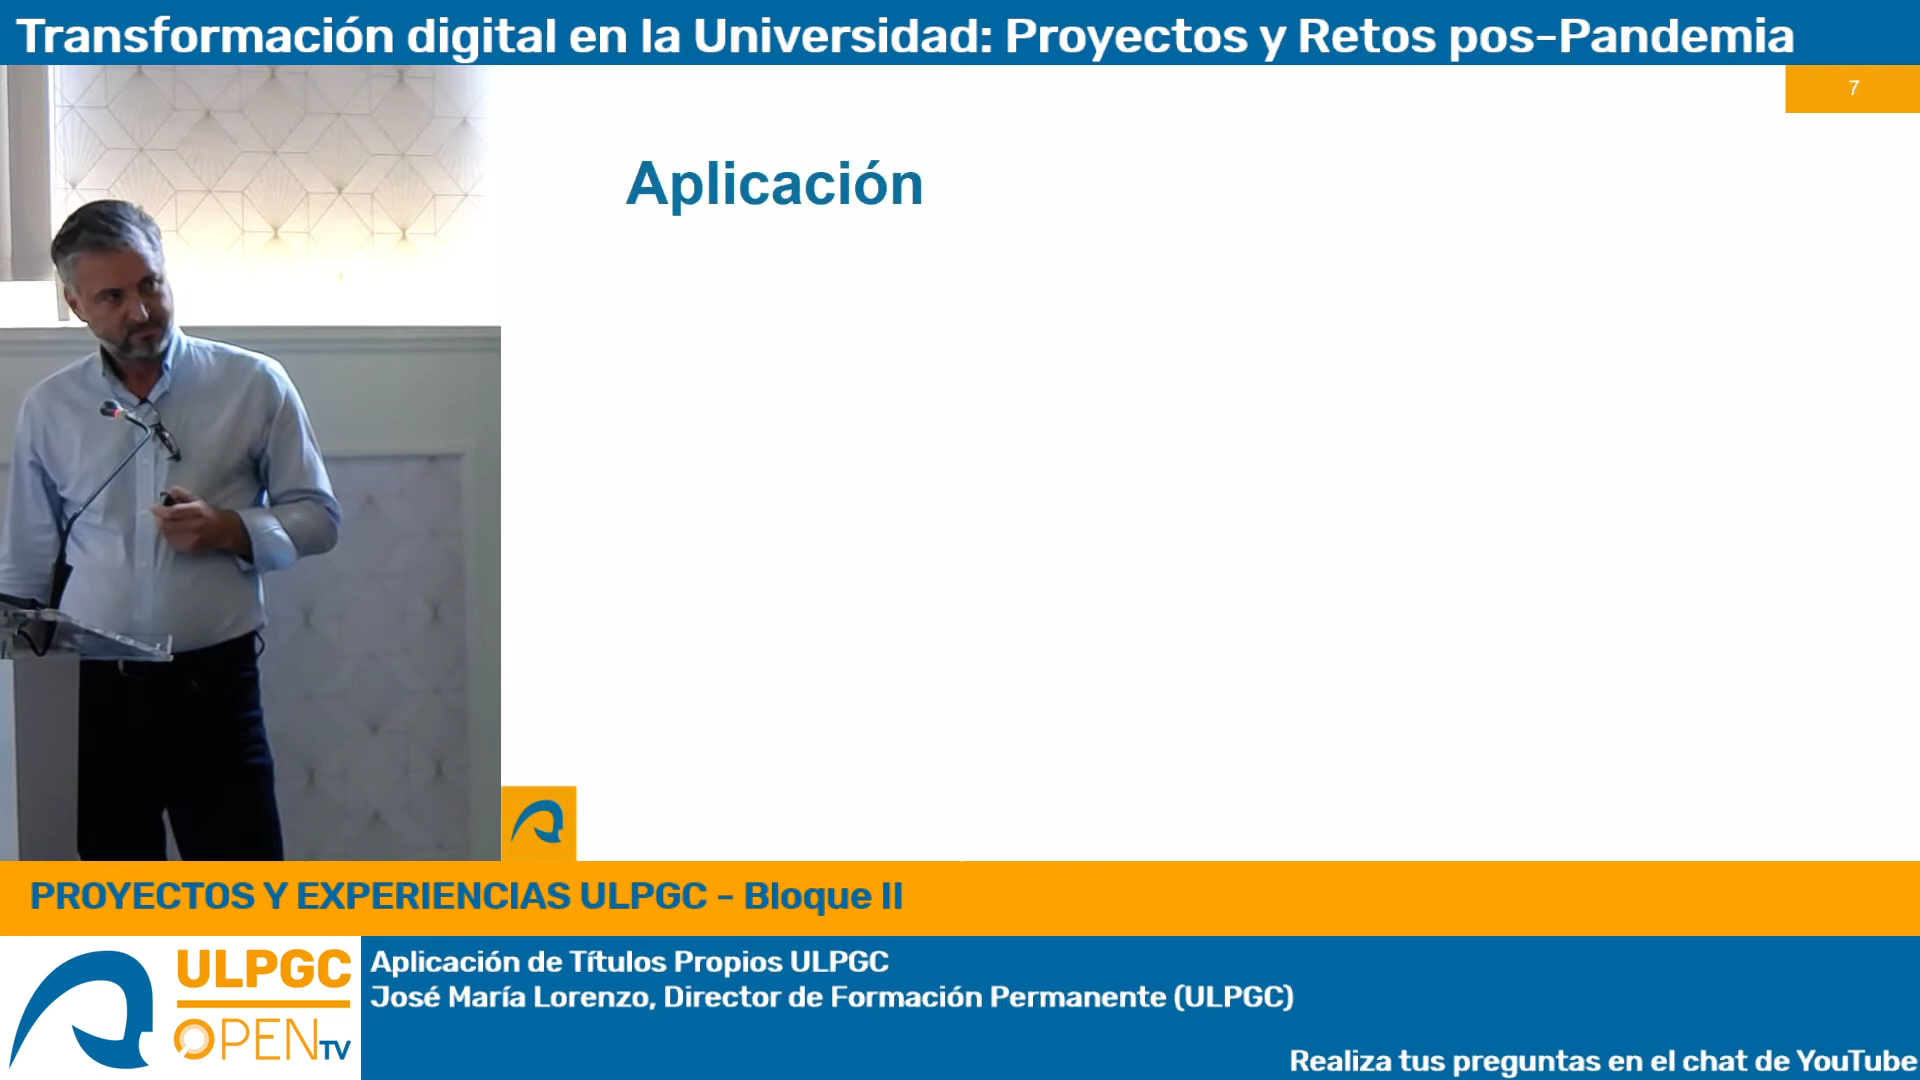 Transformación digital en la Universidad: Proyectos y Retos pos-Pandemia
7
Aplicación
PROYECTOS Y EXPERIENCIAS ULPGC - Bloque II
ULPGC
OPENTV
Aplicación de Títulos Propios ULPGC
José María Lorenzo, Director de Formación Permanente (ULPGC)
Realiza tus preguntas en el chat de YouTube